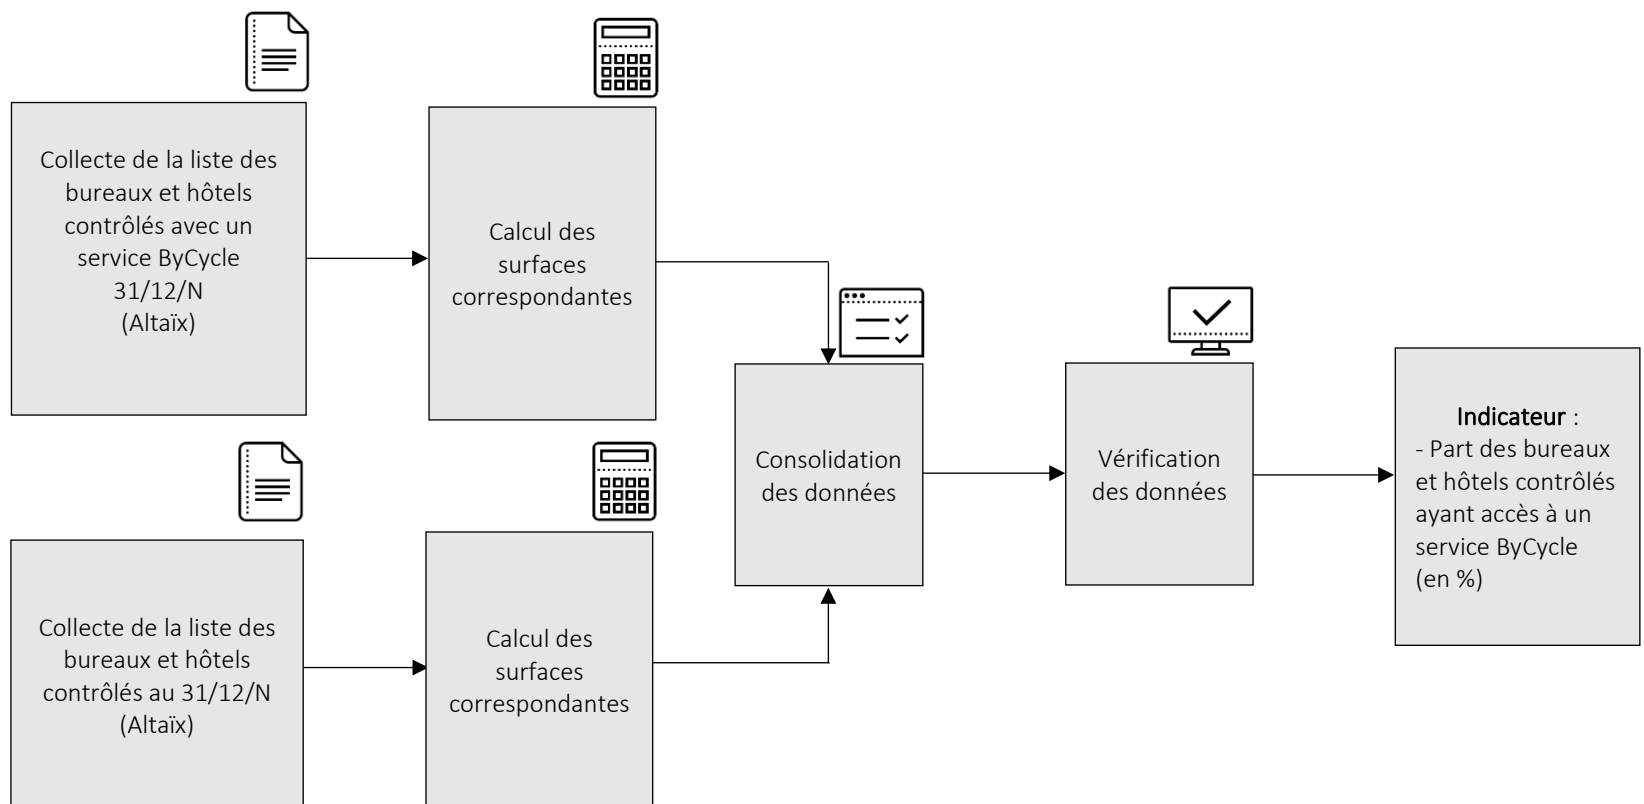 Collecte de la liste des
bureaux et hôtels
contrôlés avec un
service ByCycle
31/12/N
(Altaïx)
Calcul des
surfaces
correspondantes
Collecte de la liste des
bureaux et hôtels
contrôlés au 31/12/N
(Altaïx)
Calcul des
surfaces
correspondantes
Consolidation
des données
Vérification
des données
Indicateur :
- Part des bureaux
et hôtels contrôlés
ayant accès à un
service ByCycle
(en %)